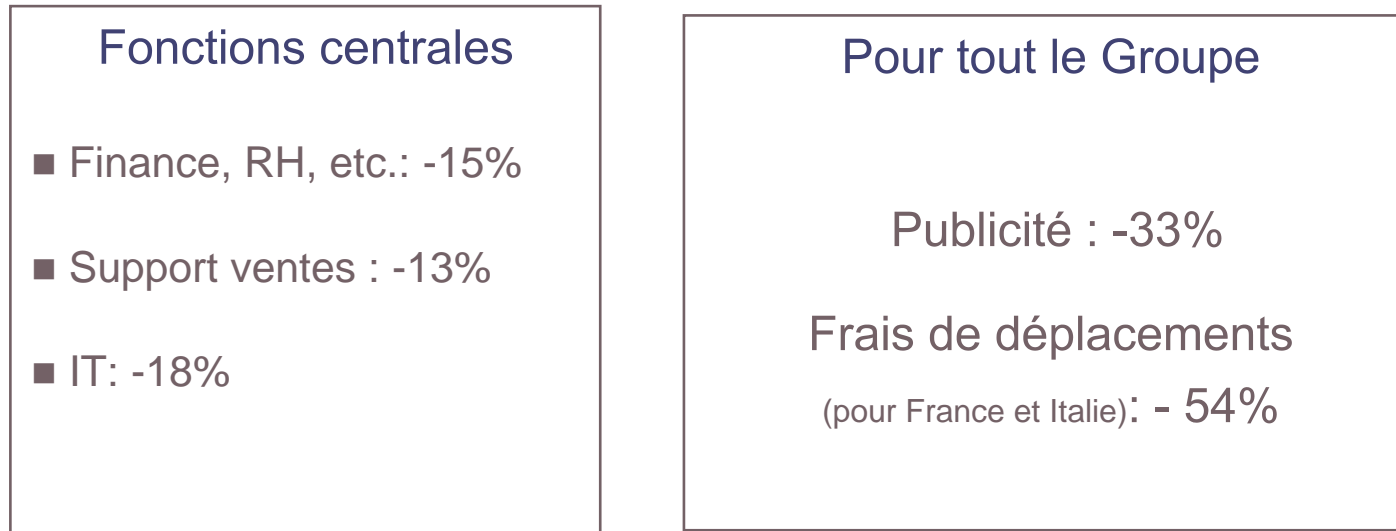 Fonctions centrales
■ Finance, RH, etc.: -15%
■ Support ventes : -13%
■ IT: -18%
Pour tout le Groupe
Publicité : -33%
Frais de déplacements
(pour France et Italie): - 54%